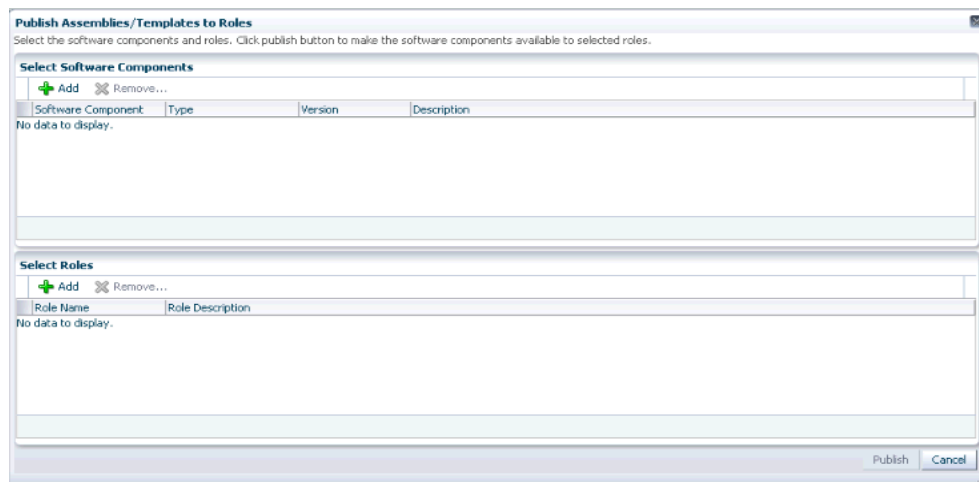 Publish Assemblies/Templates to Roles
Select the software components and roles. Click publish button to make the software components available to selected roles.
Select Software Components
Add Remove...
Software Component Type Version Description
No data to display.
Select Roles
Add Remove...
Role Name Role Description
No data to display.
Publish Cancel